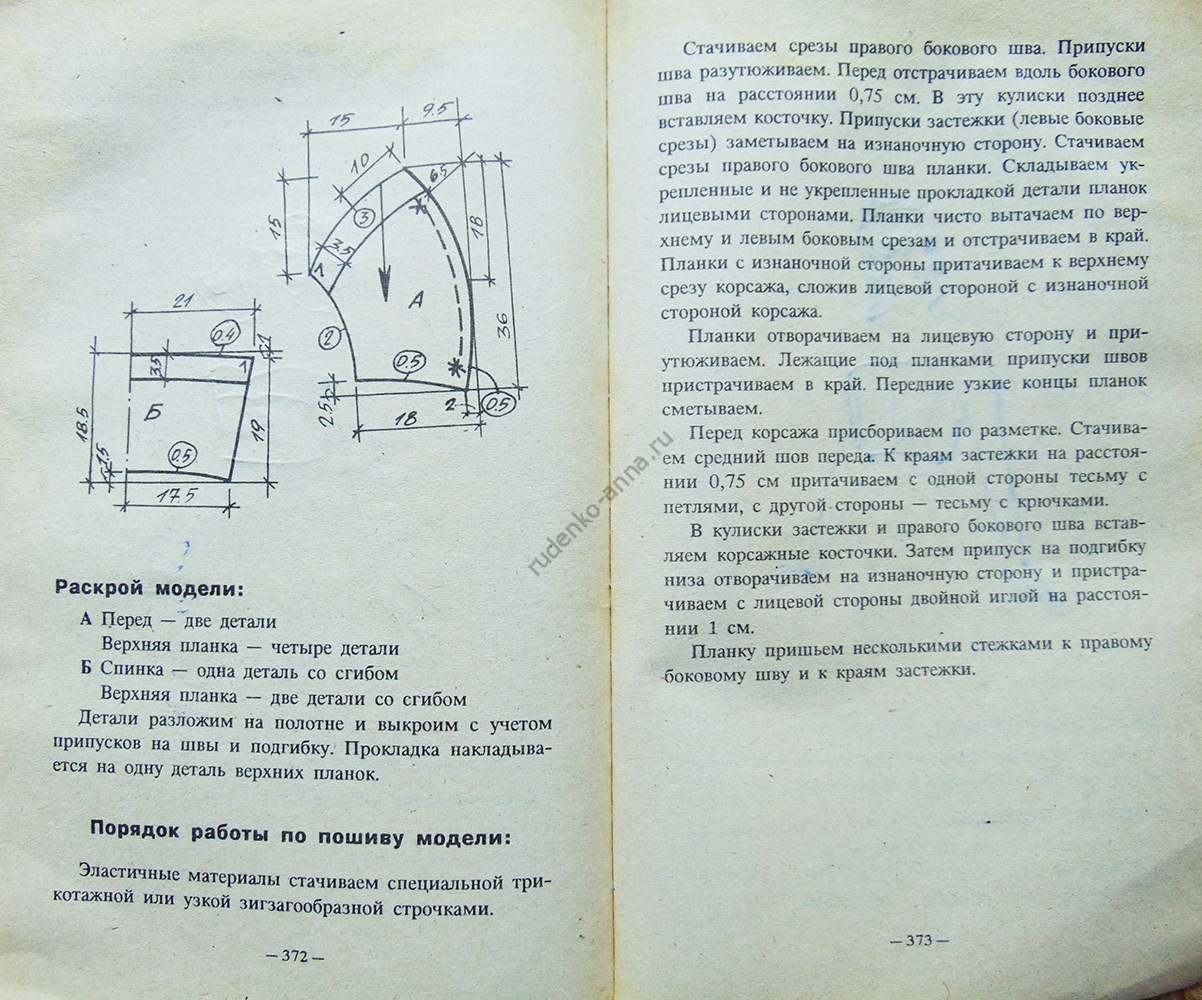 15
9.5
10
6.5
15
3
3.5
1
18
36
А
2
0.5
2.5
18
2
0.5
21
0.4
1
3.5
1
18.5
Б
19
1.5
0.5
17.5
Раскрой модели:
А Перед — две детали
Верхняя планка — четыре детали
Б Спинка — одна деталь со сгибом
Верхняя планка — две детали со сгибом
Детали разложим на полотне и выкроим с учетом
припусков на швы и подгибку. Прокладка накладыва-
ется на одну деталь верхних планок.
Порядок работы по пошиву модели:
Эластичные материалы стачиваем специальной три-
котажной или узкой зигзагообразной строчками.
— 372 —
Стачиваем срезы правого бокового шва. Припуски
шва разутюживаем. Перед отстрачиваем вдоль бокового
шва на расстоянии 0,75 см. В эту кулиски позднее
вставляем косточку. Припуски застежки (левые боковые
срезы) заметываем на изнаночную сторону. Стачиваем
срезы правого бокового шва планки. Складываем ук-
репленные и не укрепленные прокладкой детали планок
лицевыми сторонами. Планки чисто вытачаем по вер-
хнему и левым боковым срезам и отстрачиваем в край.
Планки с изнаночной стороны притачиваем к верхнему
срезу корсажа, сложив лицевой стороной с изнаночной
стороной корсажа.
Планки отворачиваем на лицевую сторону и при-
утюживаем. Лежащие под планками припуски швов
пристрачиваем в край. Передние узкие концы планок
сметываем.
Перед корсажа присбориваем по разметке. Стачива-
ем средний шов переда. К краям застежки на расстоя-
нии 0,75 см притачиваем с одной стороны тесьму с
петлями, с другой стороны — тесьму с крючками.
В кулиски застежки и правого бокового шва встав-
ляем корсажные косточки. Затем припуск на подгибку
низа отворачиваем на изнаночную сторону и пристра-
чиваем с лицевой стороны двойной иглой на расстоя-
нии 1 см.
Планку пришьем несколькими стежками к правому
боковому шву и к краям застежки.
— 373 —
rudenko-anna.ru